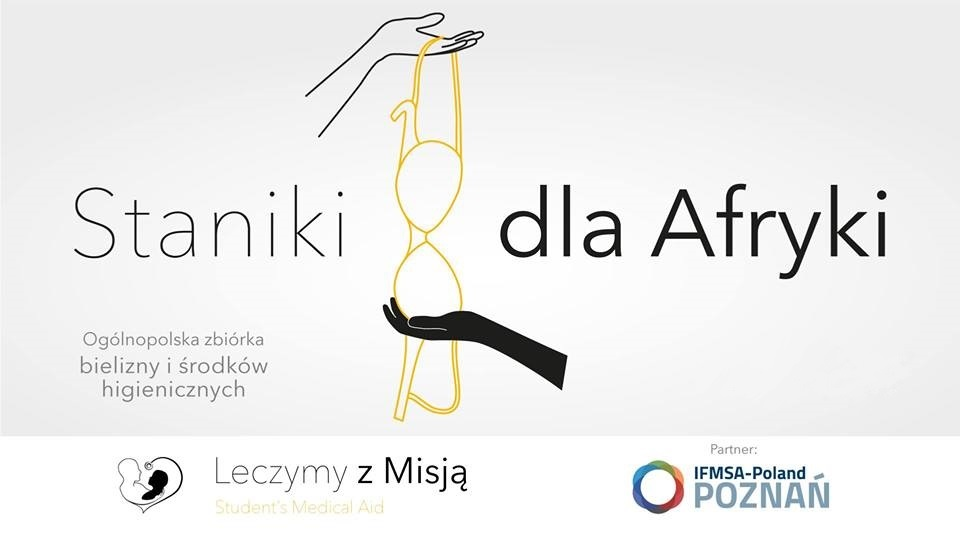 Staniki dla Afryki
Ogólnopolska zbiórka
bielizny i środków
higienicznych
Leczymy z Misją
Student's Medical Aid
Partner:
IFMSA-Poland
POZNAŃ